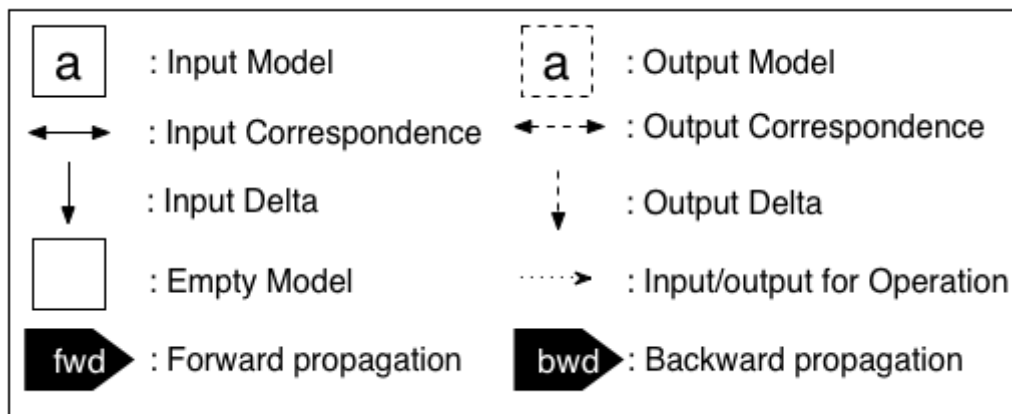 a : Input Model a : Output Model
: Input Correspondence : Output Correspondence
: Input Delta : Output Delta
: Empty Model : Input/output for Operation
fwd : Forward propagation bwd : Backward propagation